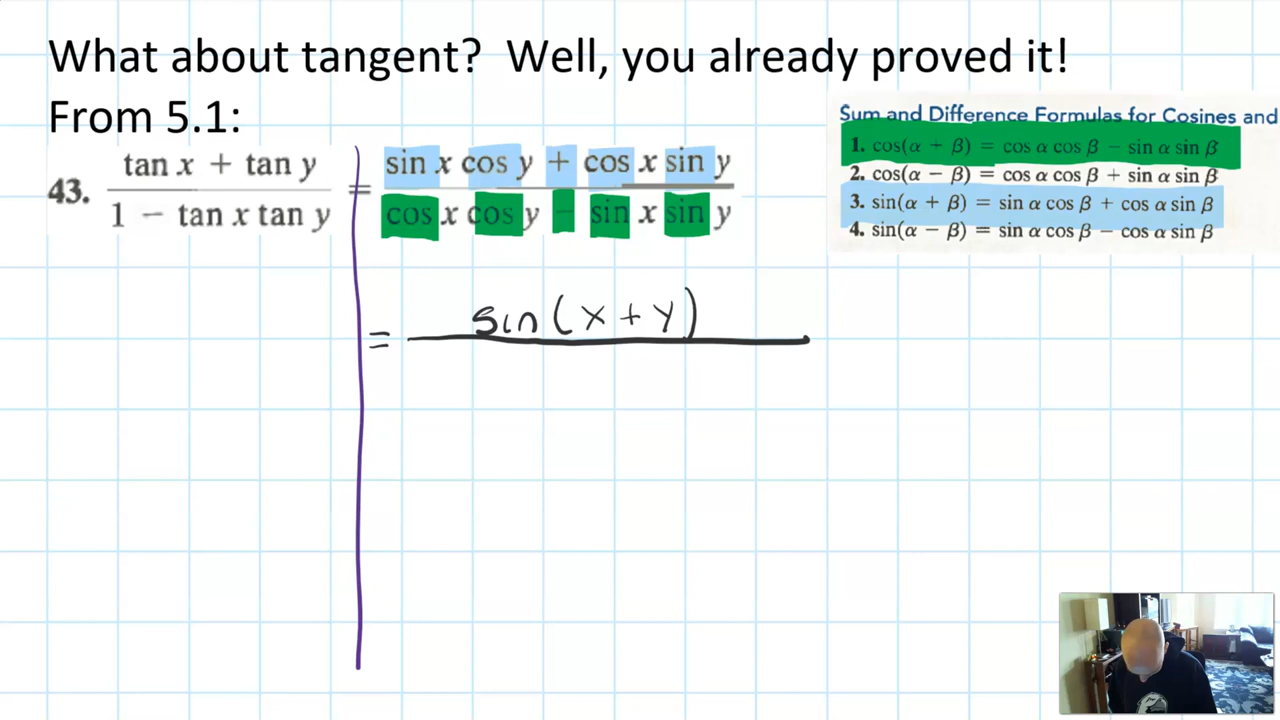 What about tangent? Well, you already proved it!
From 5.1:
Sum and Difference Formulas for Cosines and
1. cos(α + β) = cos α cos β − sin α sin β
2. cos(α − β) = cos α cos β + sin α sin β
3. sin(α + β) = sin α cos β + cos α sin β
4. sin(α − β) = sin α cos β − cos α sin β
43. tan x + tan y / 1 − tan x tan y = sin x cos y + cos x sin y / cos x cos y − sin x sin y
= sin(x + y)